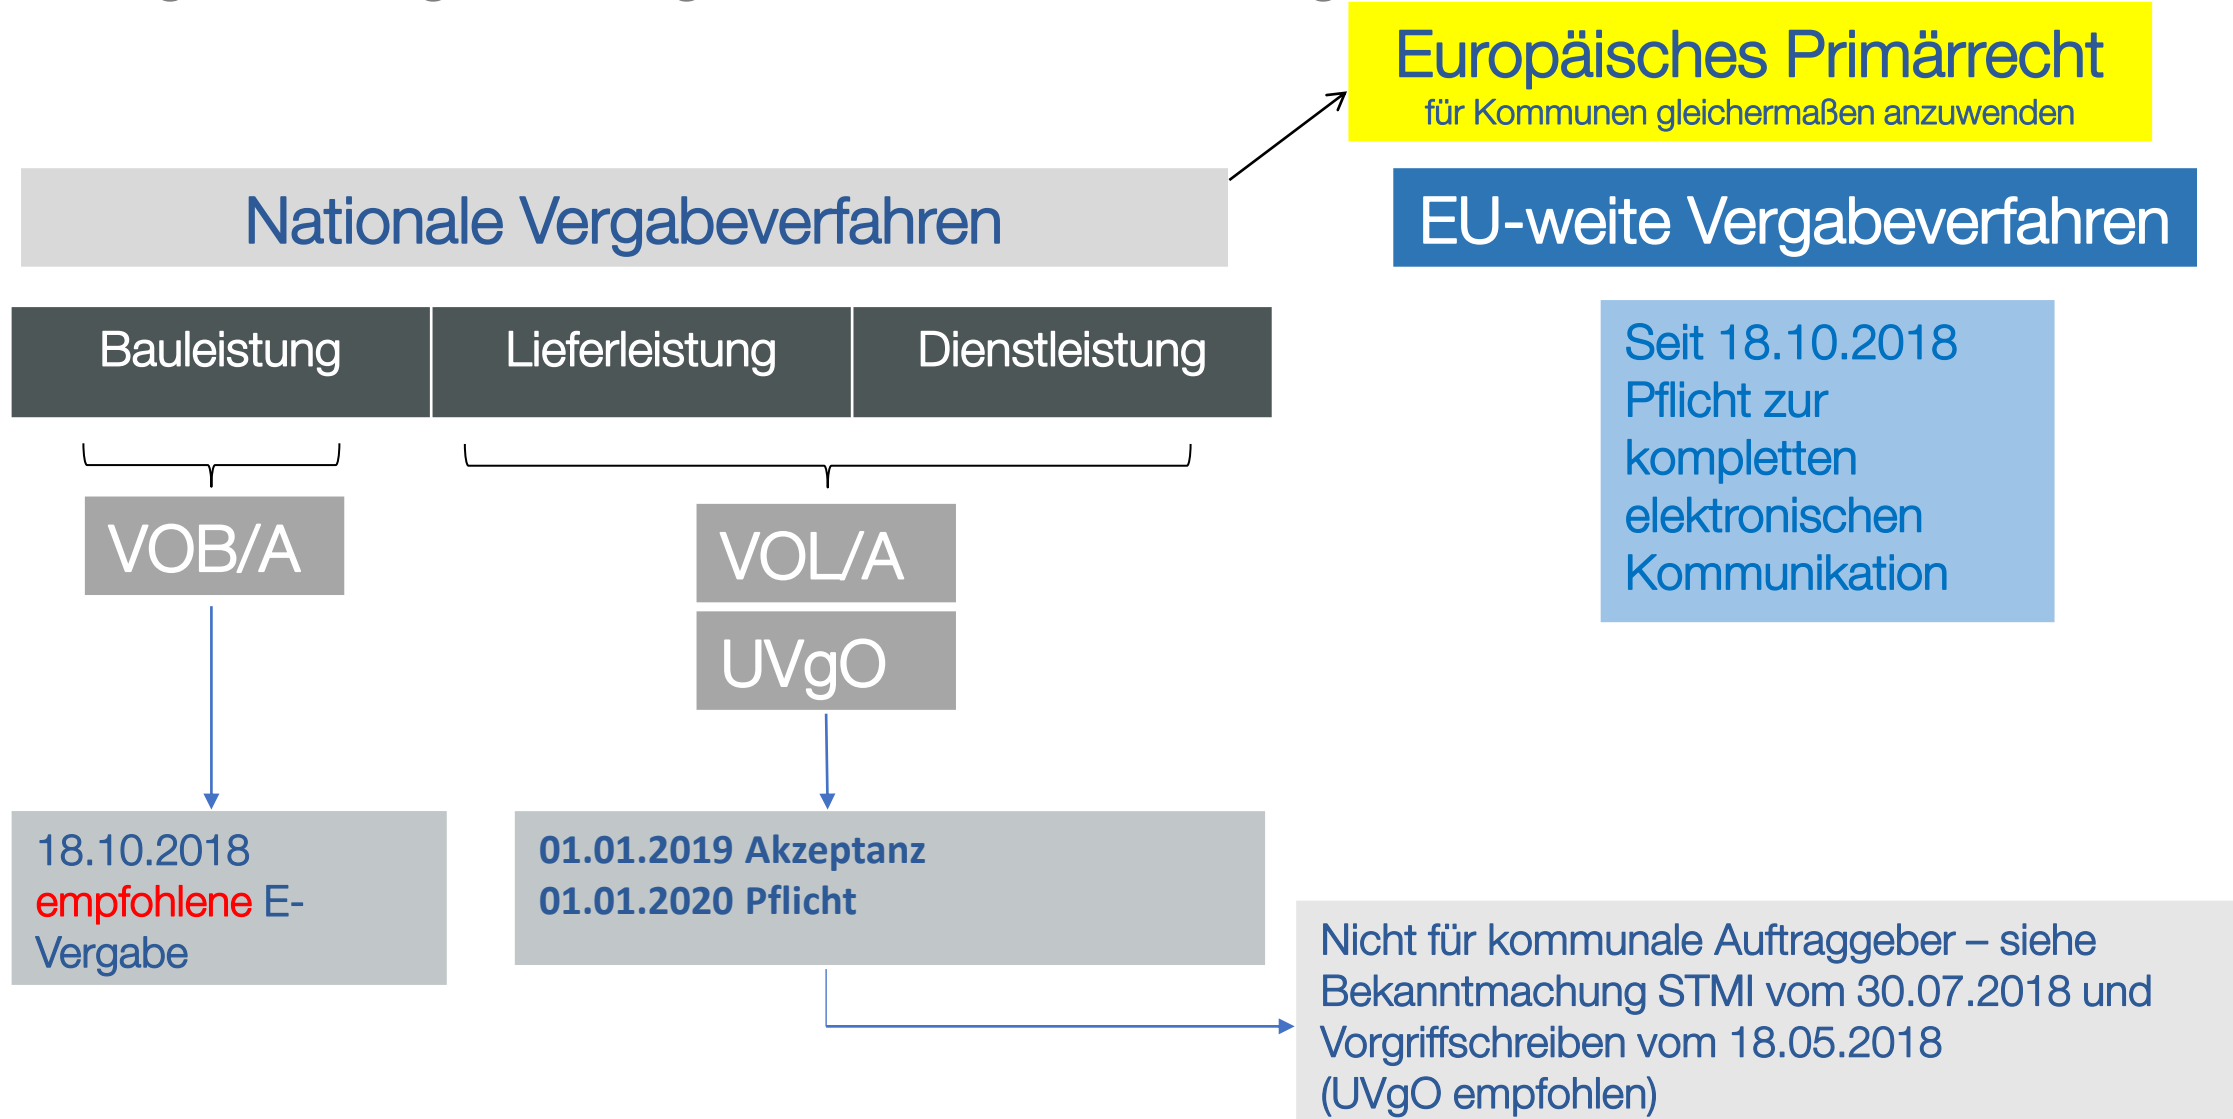 Europäisches Primärrecht
für Kommunen gleichermaßen anzuwenden
Nationale Vergabeverfahren
EU-weite Vergabeverfahren
Bauleistung
Lieferleistung
Dienstleistung
Seit 18.10.2018
Pflicht zur
kompletten
elektronischen
Kommunikation
VOB/A
VOL/A
UVgO
18.10.2018
empfohlene E-
Vergabe
01.01.2019 Akzeptanz
01.01.2020 Pflicht
Nicht für kommunale Auftraggeber – siehe
Bekanntmachung STMI vom 30.07.2018 und
Vorgriffschreiben vom 18.05.2018
(UVgO empfohlen)